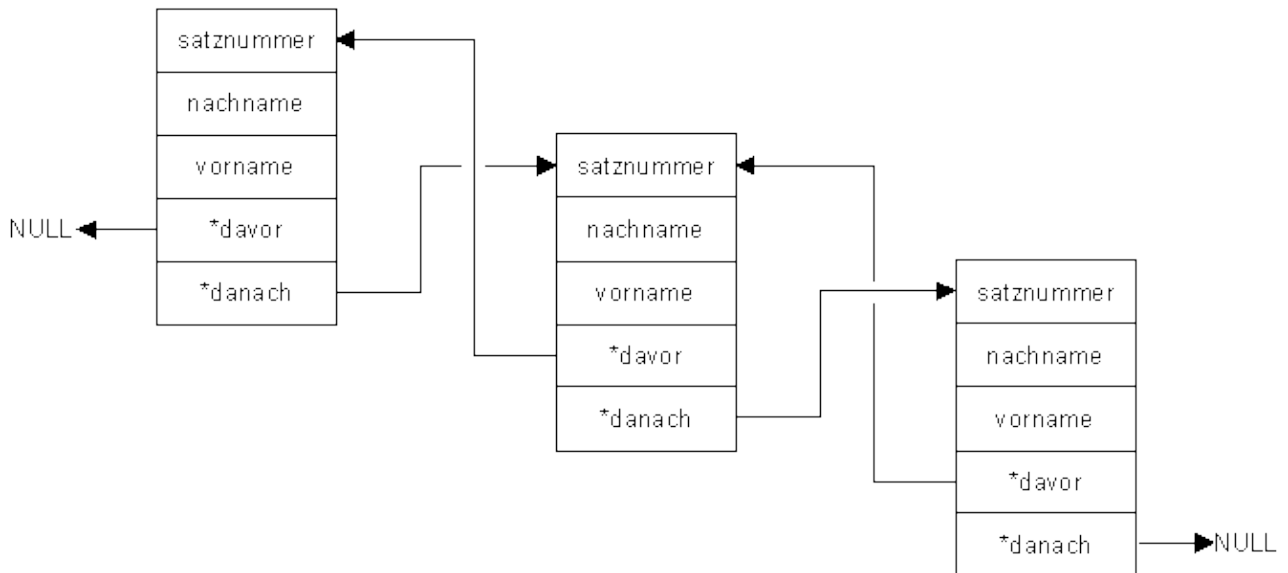 satznummer
nachname
vorname
NULL
*davor
*danach
satznummer
nachname
vorname
*davor
*danach
satznummer
nachname
vorname
*davor
*danach
NULL